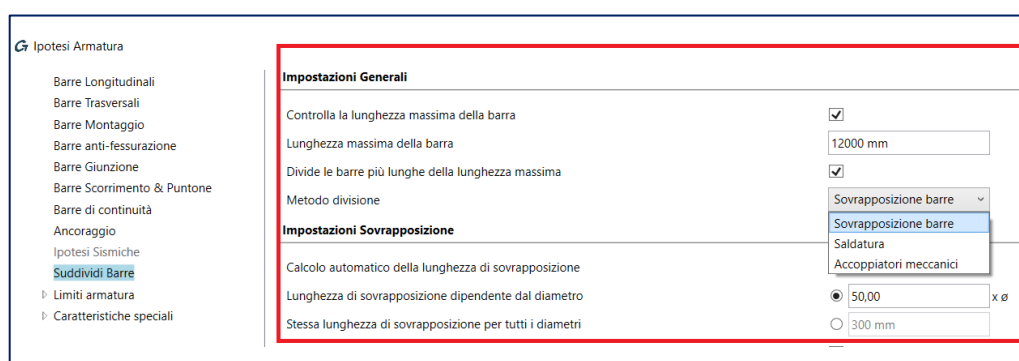 Ipotesi Armatura
Barre Longitudinali
Barre Trasversali
Barre Montaggio
Barre anti-fessurazione
Barre Giunzione
Barre Scorrimento & Puntone
Barre di continuità
Ancoraggio
Ipotesi Sismiche
Suddividi Barre
Limiti armatura
Caratteristiche speciali
Impostazioni Generali
Controlla la lunghezza massima della barra
Lunghezza massima della barra 12000 mm
Divide le barre più lunghe della lunghezza massima
Metodo divisione Sovrapposizione barre
Sovrapposizione barre
Saldatura
Accoppiatori meccanici
Impostazioni Sovrapposizione
Calcolo automatico della lunghezza di sovrapposizione
Lunghezza di sovrapposizione dipendente dal diametro 50,00 x ø
Stessa lunghezza di sovrapposizione per tutti i diametri 300 mm